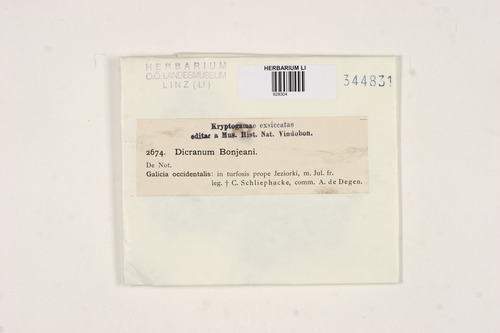 HERBARIUM
O.Ö. LANDESMUSEUM
LINZ (LI)
HERBARIUM LI
828304
344831
Kryptogamae exsiccatae
editae a Mus. Hist. Nat. Vindobon.
2674. Dicranum Bonjeani.
De Not.
Galicia occidentalis: in turfosis prope Jeziorki, m. Jul. fr.
leg. † C. Schliephacke, comm. A. de Degen.